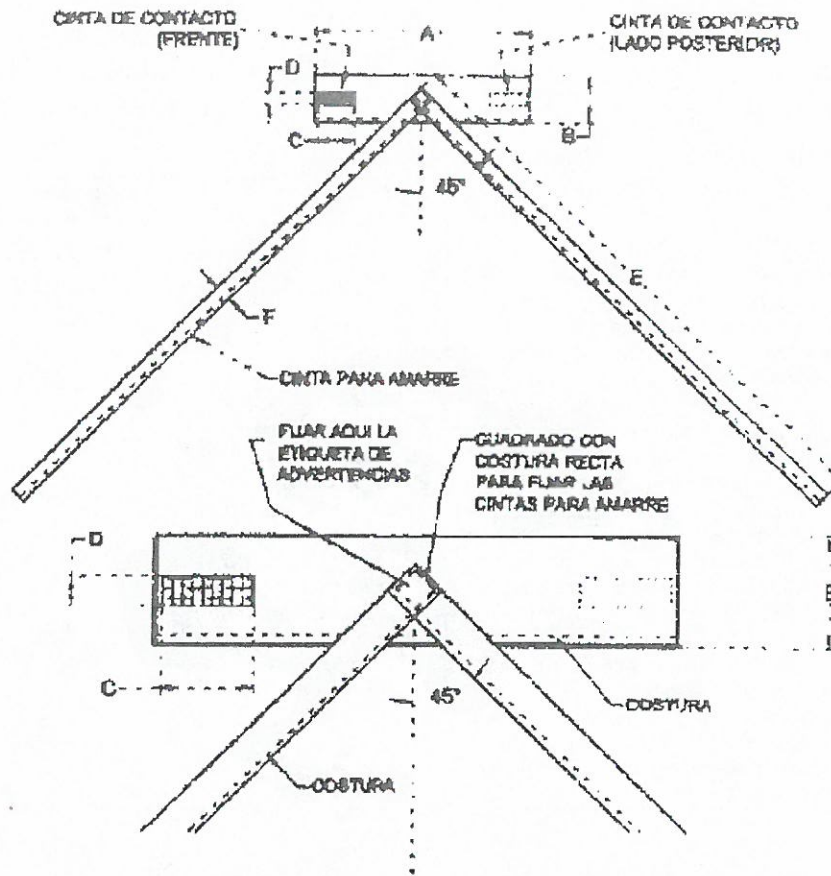 CINTA DE CONTACTO
(FRENTE)
A
CINTA DE CONTACTO
(LADO POSTERIOR)
D
B
C
45°
E
F
CINTA PARA AMARRE
FIJAR AQUI LA
ETIQUETA DE
ADVERTENCIAS
CUADRADO CON
COSTURA RECTA
PARA FIJAR LAS
CINTAS PARA AMARRE
D
C
45°
COSTURA
COSTURA